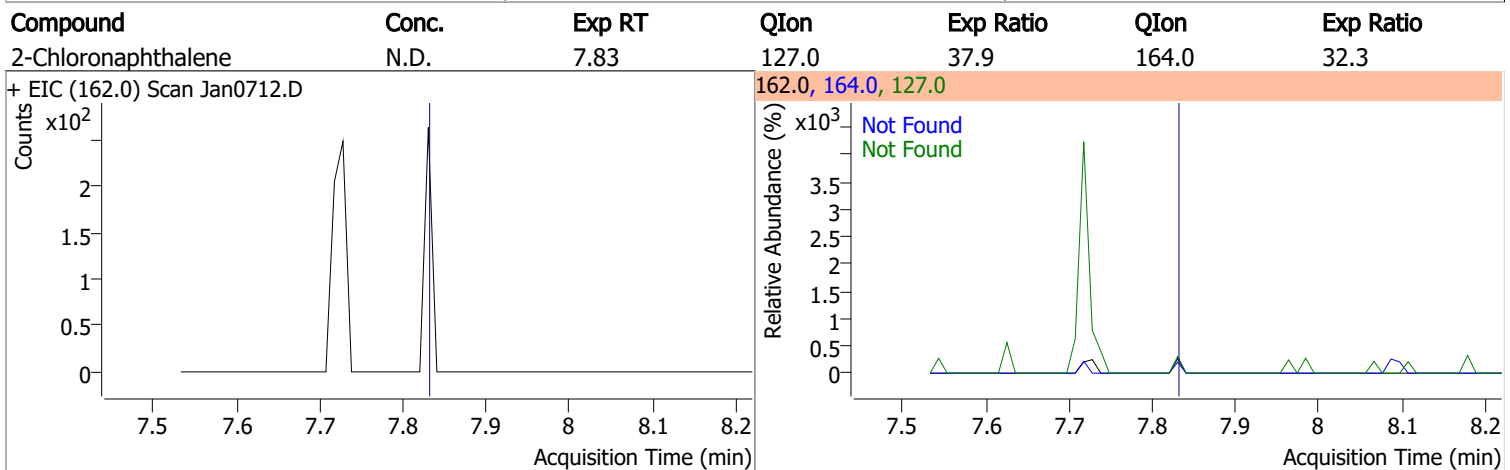 Compound Conc. Exp RT QIon Exp Ratio QIon Exp Ratio
2-Chloronaphthalene N.D. 7.83 127.0 37.9 164.0 32.3
+ EIC (162.0) Scan Jan0712.D
Counts
x10²
2
1.5
1
0.5
0
7.5 7.6 7.7 7.8 7.9 8 8.1 8.2
Acquisition Time (min)
162.0, 164.0, 127.0
Relative Abundance (%)
x10³
Not Found
Not Found
3.5
3
2.5
2
1.5
1
0.5
0
7.5 7.6 7.7 7.8 7.9 8 8.1 8.2
Acquisition Time (min)